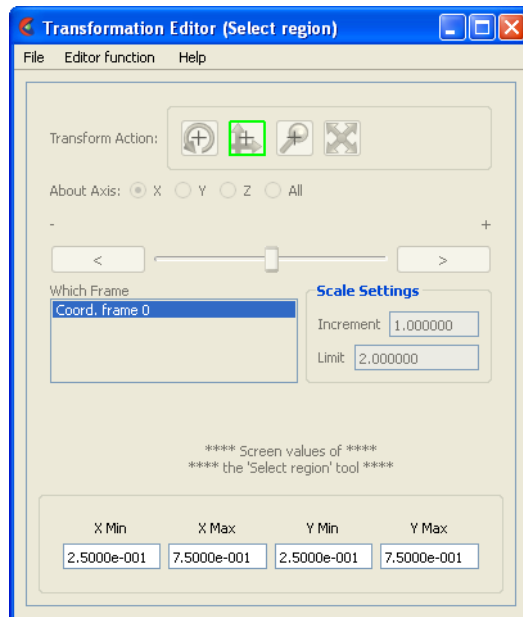 Transformation Editor (Select region)
File Editor function Help
Transform Action:
About Axis: X Y Z All
- +
< >
Which Frame
Coord. frame 0
Scale Settings
Increment 1.000000
Limit 2.000000
**** Screen values of ****
**** the 'Select region' tool ****
X Min X Max Y Min Y Max
2.5000e-001 7.5000e-001 2.5000e-001 7.5000e-001